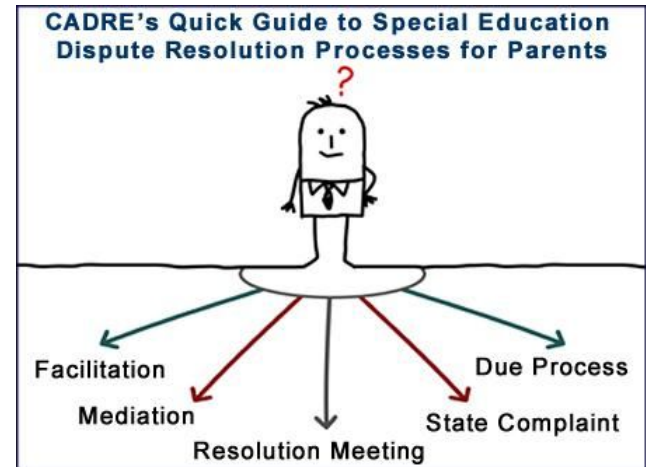 CADRE's Quick Guide to Special Education
Dispute Resolution Processes for Parents
?
Facilitation
Due Process
Mediation
State Complaint
Resolution Meeting